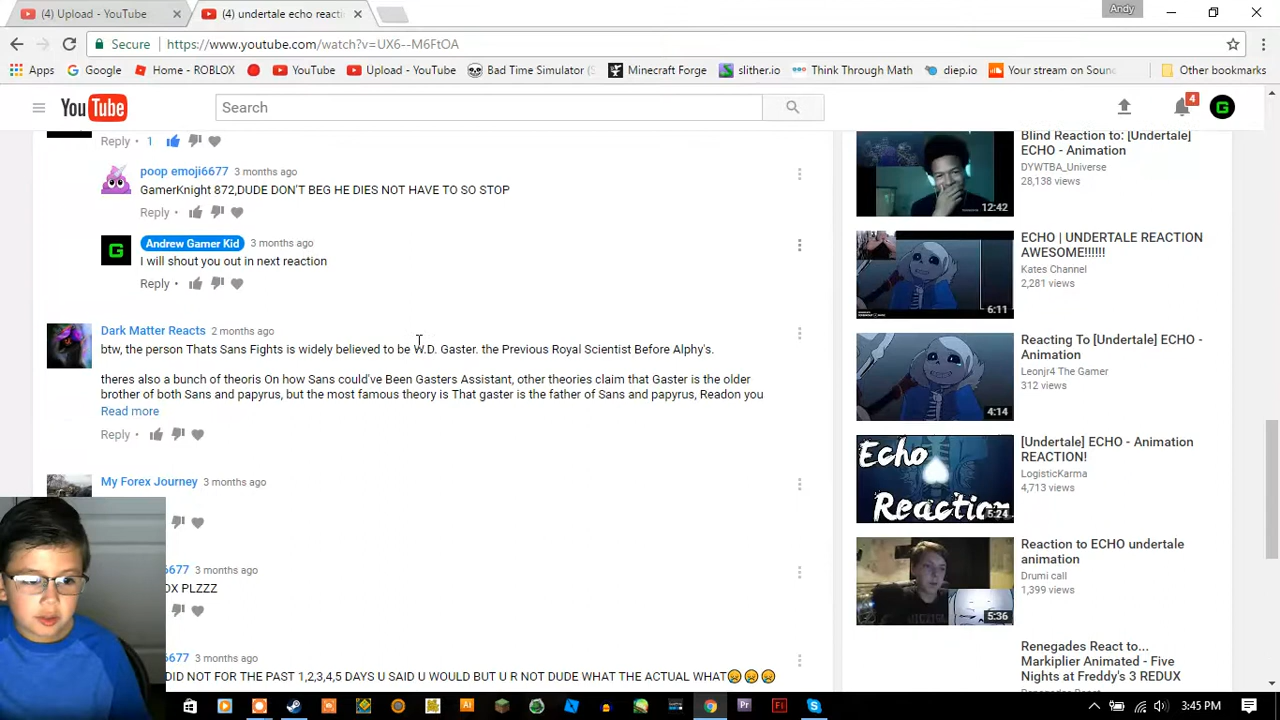 (4) Upload - YouTube
(4) undertale echo reacti
Andy
Secure
https://www.youtube.com/watch?v=UX6--M6FtOA
Apps
Google
Home - ROBLOX
YouTube
Upload - YouTube
Bad Time Simulator (S
Minecraft Forge
slither.io
Think Through Math
diep.io
Your stream on Soun
Other bookmarks
YouTube
Search
4
G
Reply · 1
poop emoji6677 3 months ago
GamerKnight 872,DUDE DON'T BEG HE DIES NOT HAVE TO SO STOP
Reply ·
G
Andrew Gamer Kid 3 months ago
I will shout you out in next reaction
Reply ·
Dark Matter Reacts 2 months ago
btw, the person Thats Sans Fights is widely believed to be W.D. Gaster. the Previous Royal Scientist Before Alphy's.
theres also a bunch of theoris On how Sans could've Been Gasters Assistant, other theories claim that Gaster is the older
brother of both Sans and papyrus, but the most famous theory is That gaster is the father of Sans and papyrus, Readon you
Read more
Reply ·
My Forex Journey 3 months ago
6677 3 months ago
OX PLZZZ
6677 3 months ago
DID NOT FOR THE PAST 1,2,3,4,5 DAYS U SAID U WOULD BUT U R NOT DUDE WHAT THE ACTUAL WHAT
Blind Reaction to: [Undertale]
ECHO - Animation
DYWTBA_Universe
28,138 views
12:42
ECHO | UNDERTALE REACTION
AWESOME!!!!!!
Kates Channel
2,281 views
6:11
Reacting To [Undertale] ECHO -
Animation
Leonjr4 The Gamer
312 views
4:14
[Undertale] ECHO - Animation
REACTION!
LogisticKarma
4,713 views
Echo
Reaction
5:24
Reaction to ECHO undertale
animation
Drumi call
1,399 views
5:36
Renegades React to...
Markiplier Animated - Five
Nights at Freddy's 3 REDUX
Ai
Pr
Fl
3:45 PM